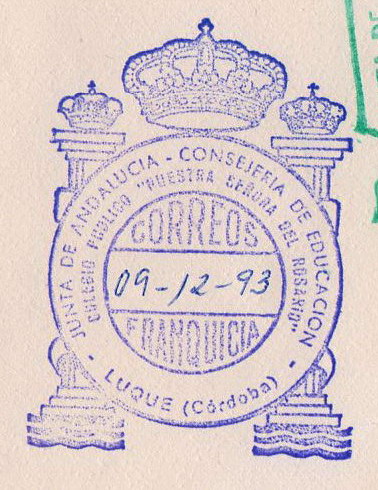 JUNTA DE ANDALUCIA - CONSEJERIA DE EDUCACION
COLEGIO PUBLICO "NUESTRA SEÑORA DEL ROSARIO"
CORREOS
09-12-93
FRANQUICIA
- LUQUE (Córdoba) -